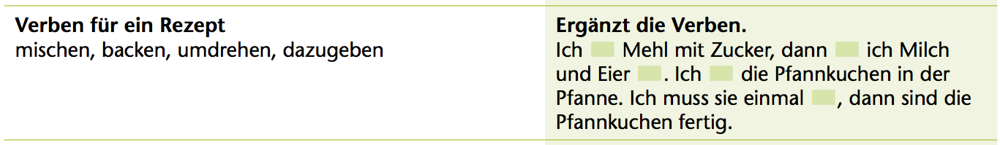 Verben für ein Rezept
mischen, backen, umdrehen, dazugeben
Ergänzt die Verben.
Ich Mehl mit Zucker, dann ich Milch
und Eier . Ich die Pfannkuchen in der
Pfanne. Ich muss sie einmal , dann sind die
Pfannkuchen fertig.